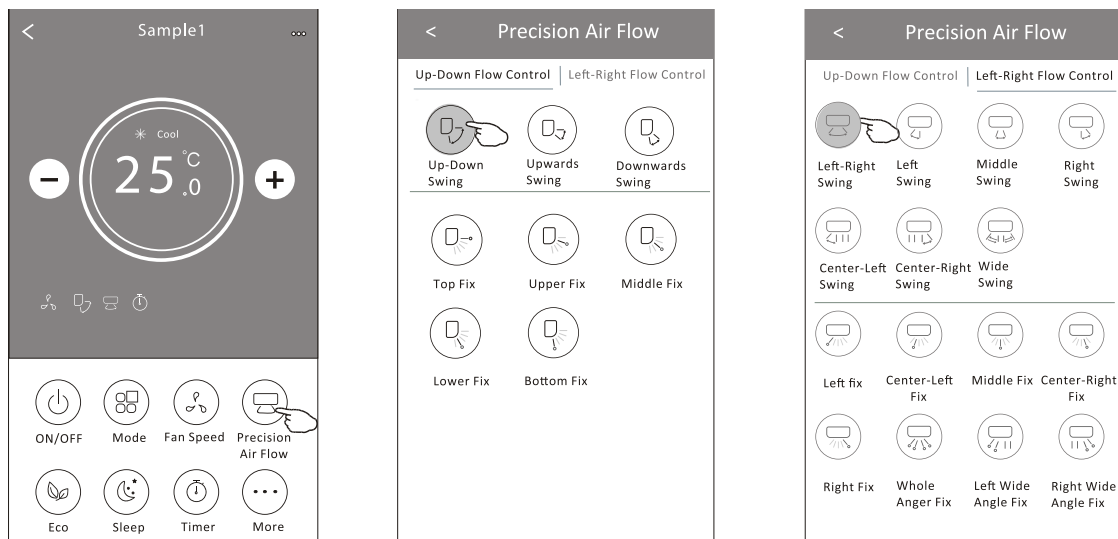 < Sample1
Cool
25.0 °C
− +
ON/OFF Mode Fan Speed Precision
Air Flow
Eco Sleep Timer More
< Precision Air Flow
Up-Down Flow Control | Left-Right Flow Control
Up-Down Upwards Downwards
Swing Swing Swing
Top Fix Upper Fix Middle Fix
Lower Fix Bottom Fix
< Precision Air Flow
Up-Down Flow Control | Left-Right Flow Control
Left-Right Left Middle Right
Swing Swing Swing Swing
Center-Left Center-Right Wide
Swing Swing Swing
Left fix Center-Left Middle Fix Center-Right
Fix Fix
Right Fix Whole Left Wide Right Wide
Anger Fix Angle Fix Angle Fix